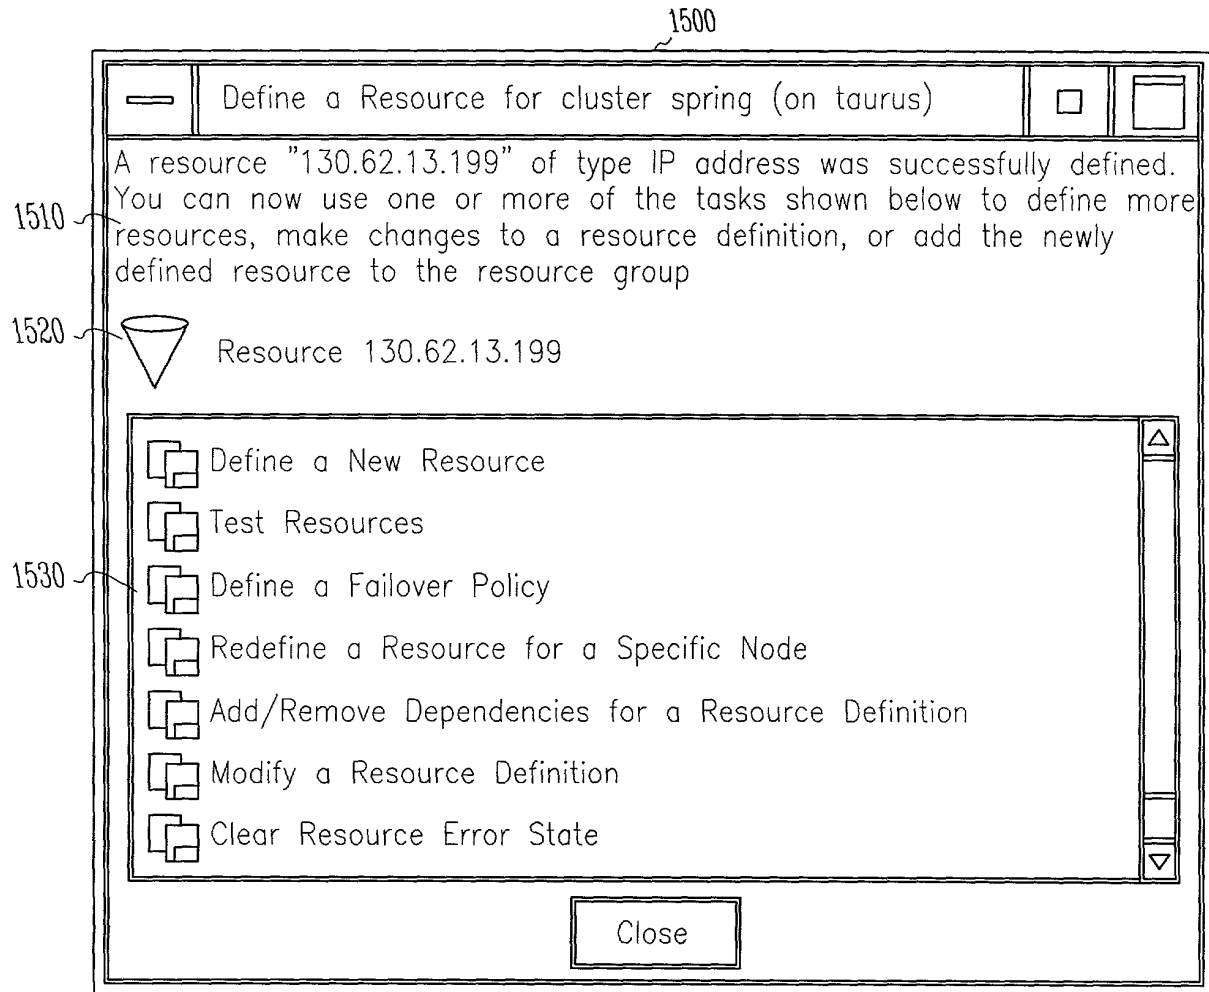 1500
Define a Resource for cluster spring (on taurus)
A resource "130.62.13.199" of type IP address was successfully defined.
You can now use one or more of the tasks shown below to define more
1510
resources, make changes to a resource definition, or add the newly
defined resource to the resource group
1520
Resource 130.62.13.199
Define a New Resource
Test Resources
1530
Define a Failover Policy
Redefine a Resource for a Specific Node
Add/Remove Dependencies for a Resource Definition
Modify a Resource Definition
Clear Resource Error State
Close